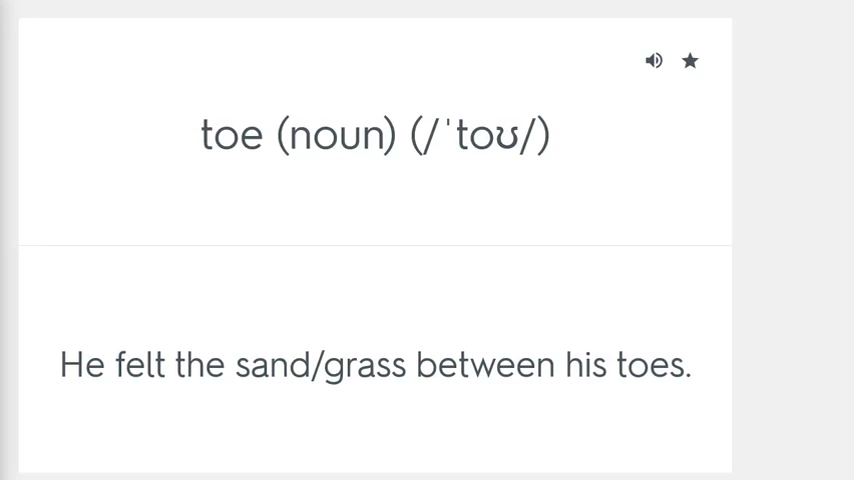 toe (noun) (/ˈtoʊ/)
He felt the sand/grass between his toes.